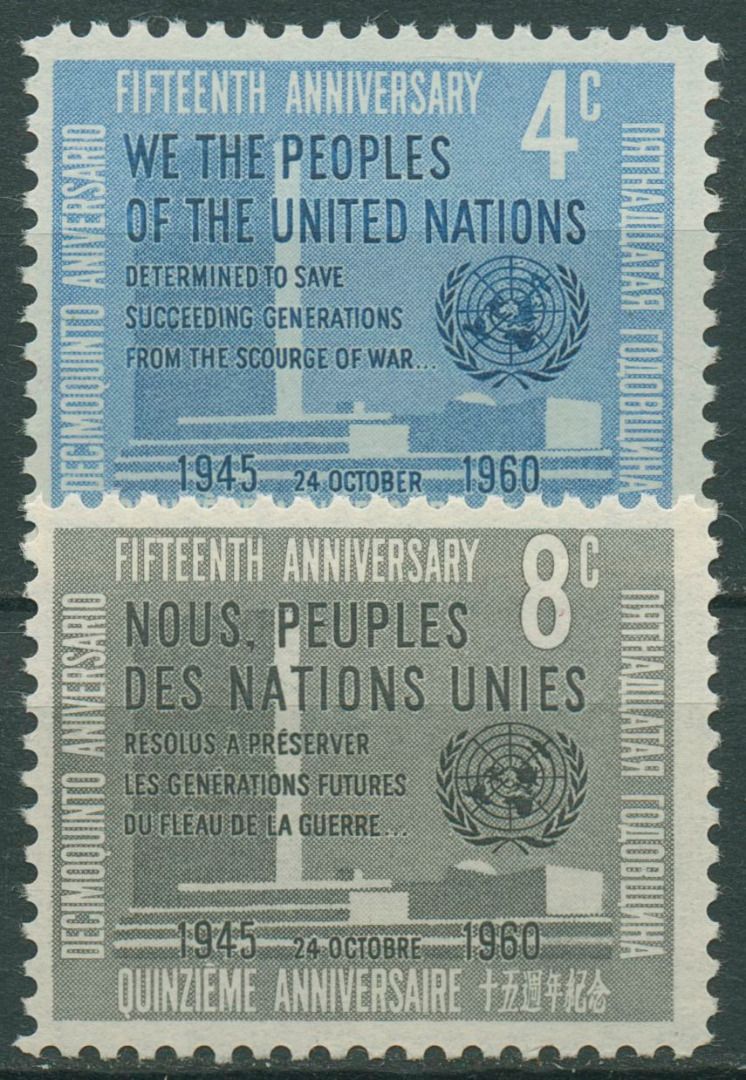 FIFTEENTH ANNIVERSARY 4c
WE THE PEOPLES
OF THE UNITED NATIONS
DETERMINED TO SAVE
SUCCEEDING GENERATIONS
FROM THE SCOURGE OF WAR...
1945 24 OCTOBER 1960
DECIMOQUINTO ANIVERSARIO
ПЯТНАДЦАТАЯ ГОДОВЩИНА
FIFTEENTH ANNIVERSARY 8c
NOUS, PEUPLES
DES NATIONS UNIES
RESOLUS A PRÉSERVER
LES GÉNÉRATIONS FUTURES
DU FLÉAU DE LA GUERRE...
1945 24 OCTOBRE 1960
DECIMOQUINTO ANIVERSARIO
ПЯТНАДЦАТАЯ ГОДОВЩИНА
QUINZIÈME ANNIVERSAIRE 十五週年紀念